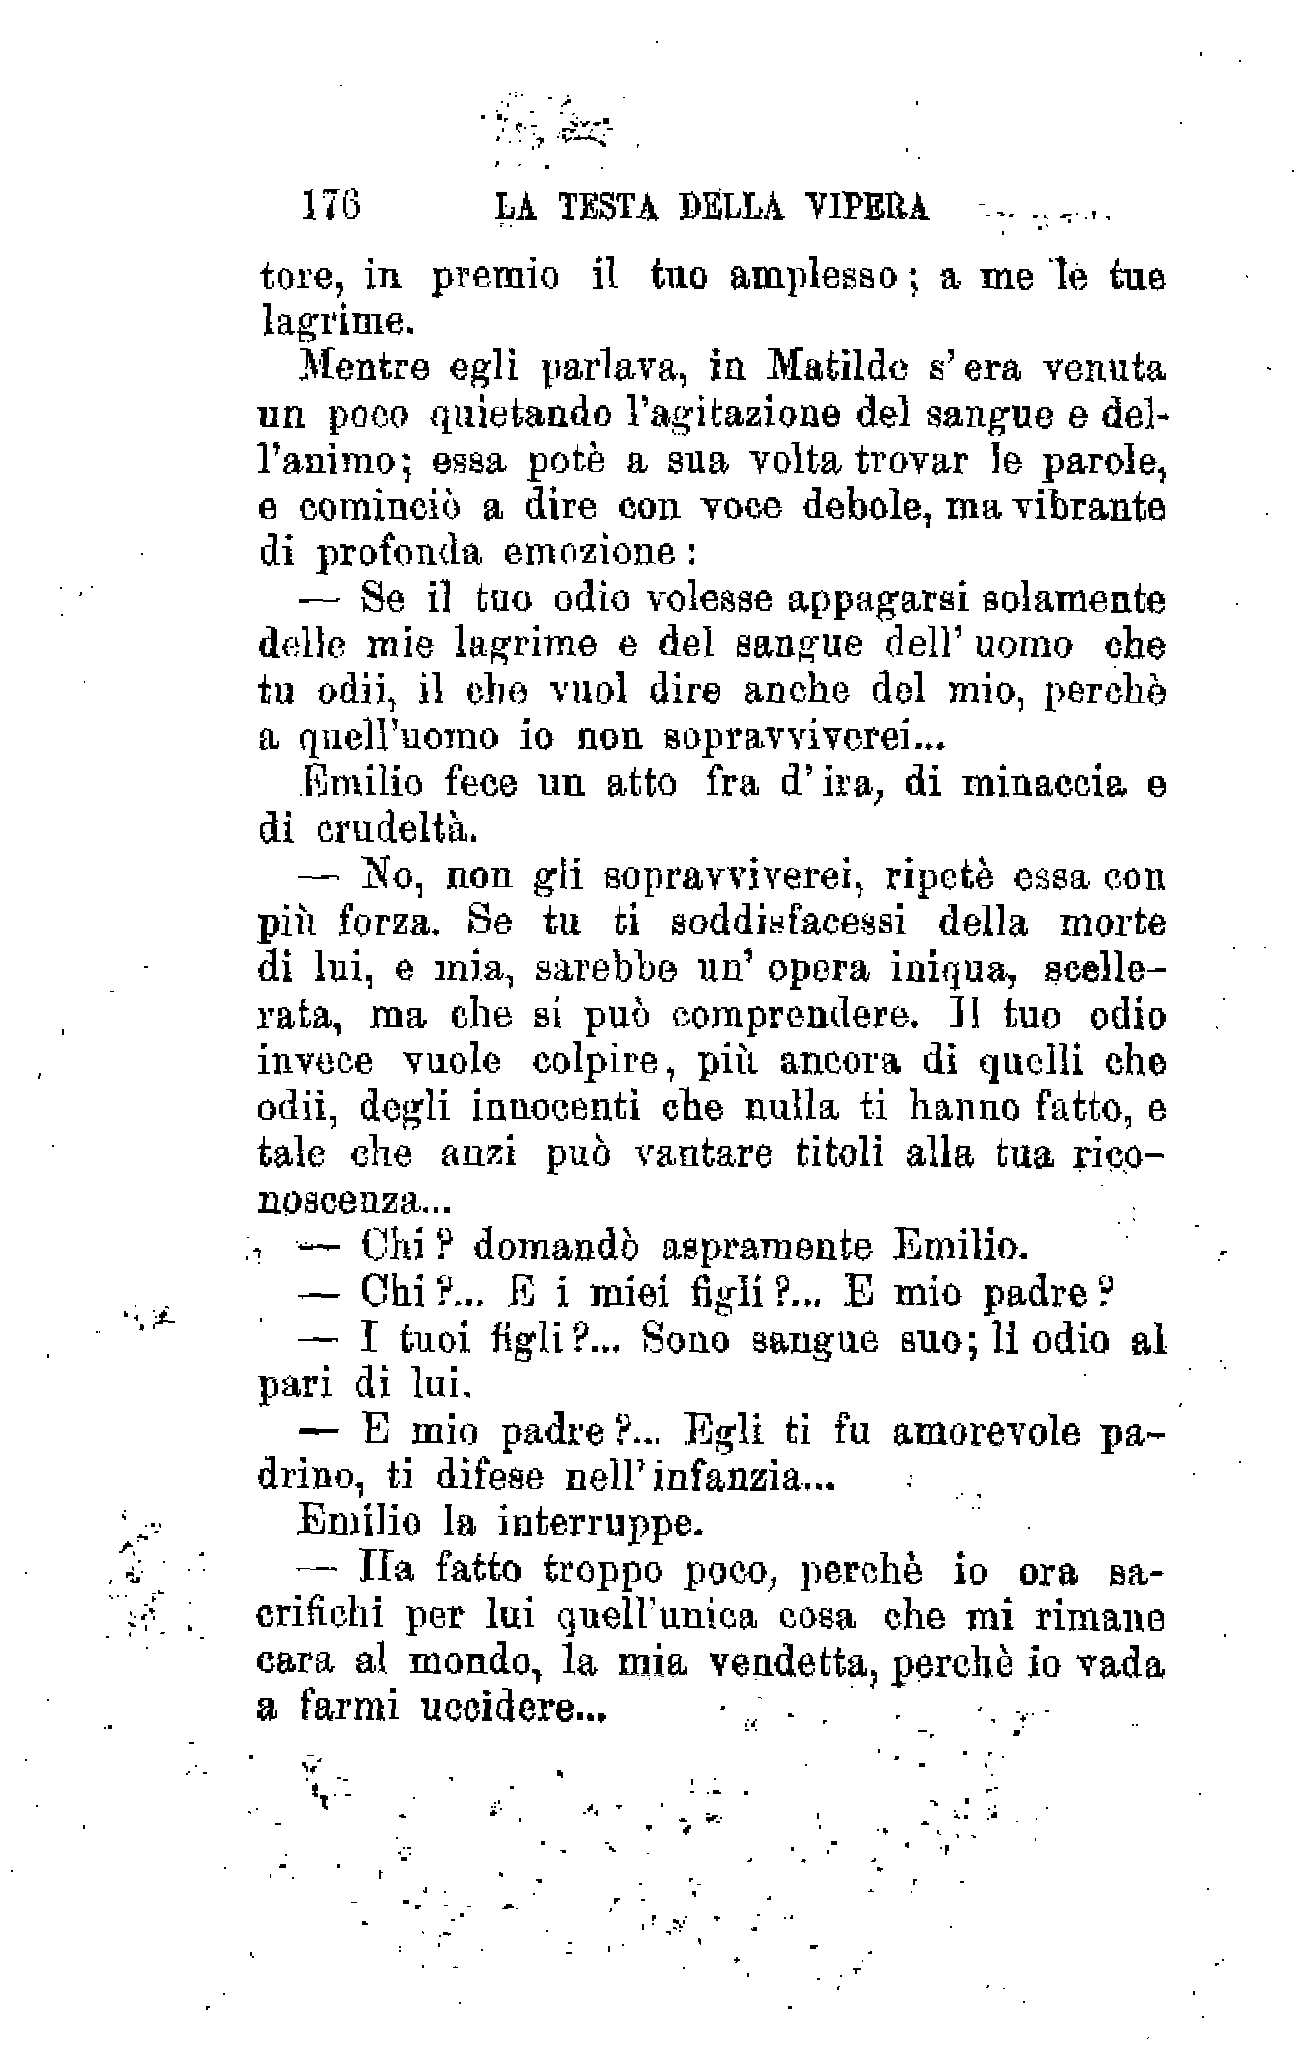 176 LA TESTA DELLA VIPERA
tore, in premio il tuo amplesso; a me le tue
lagrime.
Mentre egli parlava, in Matilde s'era venuta
un poco quietando l'agitazione del sangue e del-
l'animo; essa potè a sua volta trovar le parole,
e cominciò a dire con voce debole, ma vibrante
di profonda emozione:
— Se il tuo odio volesse appagarsi solamente
delle mie lagrime e del sangue dell'uomo che
tu odii, il che vuol dire anche del mio, perchè
a quell'uomo io non sopravviverei...
Emilio fece un atto fra d'ira, di minaccia e
di crudeltà.
— No, non gli sopravviverei, ripetè essa con
più forza. Se tu ti soddisfacessi della morte
di lui, e mia, sarebbe un'opera iniqua, scelle-
rata, ma che si può comprendere. Il tuo odio
invece vuole colpire, più ancora di quelli che
odii, degli innocenti che nulla ti hanno fatto, e
tale che anzi può vantare titoli alla tua rico-
noscenza...
— Chi? domandò aspramente Emilio.
— Chi?... E i miei figli?... E mio padre?
— I tuoi figli?... Sono sangue suo; li odio al
pari di lui.
— E mio padre?... Egli ti fu amorevole pa-
drino, ti difese nell'infanzia...
Emilio la interruppe.
— Ha fatto troppo poco, perchè io ora sa-
crifichi per lui quell'unica cosa che mi rimane
cara al mondo, la mia vendetta, perchè io vada
a farmi uccidere...